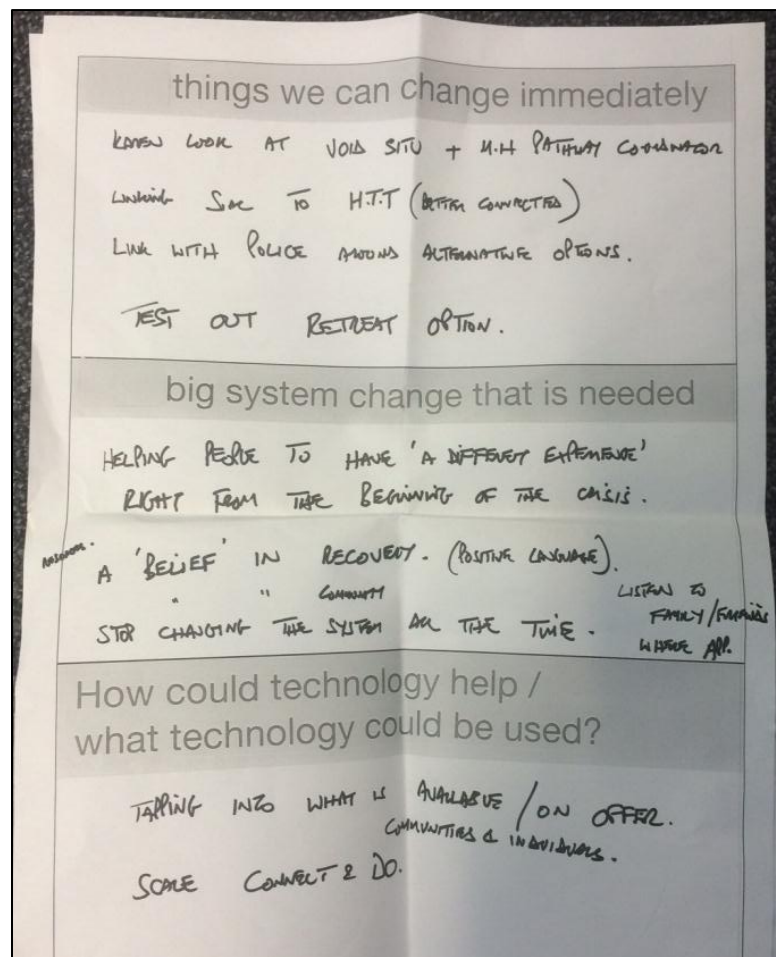 things we can change immediately
KAREN LOOK AT VOID SITU + M.H PATHWAY COORDINATOR
LINKING TO H.T.T (BETTER CONNECTED)
LINK WITH POLICE AROUND ALTERNATIVE OPTIONS.
TEST OUT RETREAT OPTION.
big system change that is needed
HELPING PEOPLE TO HAVE 'A DIFFERENT EXPERIENCE'
RIGHT FROM THE BEGINNING OF THE CRISIS.
A 'BELIEF' IN RECOVERY. (POSITIVE LANGUAGE).
" " COMMUNITY
STOP CHANGING THE SYSTEM ALL THE TIME.
LISTEN TO
FAMILY/FRIENDS
WHERE APP.
How could technology help /
what technology could be used?
TAPPING INTO WHAT IS AVAILABLE / ON OFFER.
COMMUNITIES & INDIVIDUALS.
SCALE CONNECT & DO.